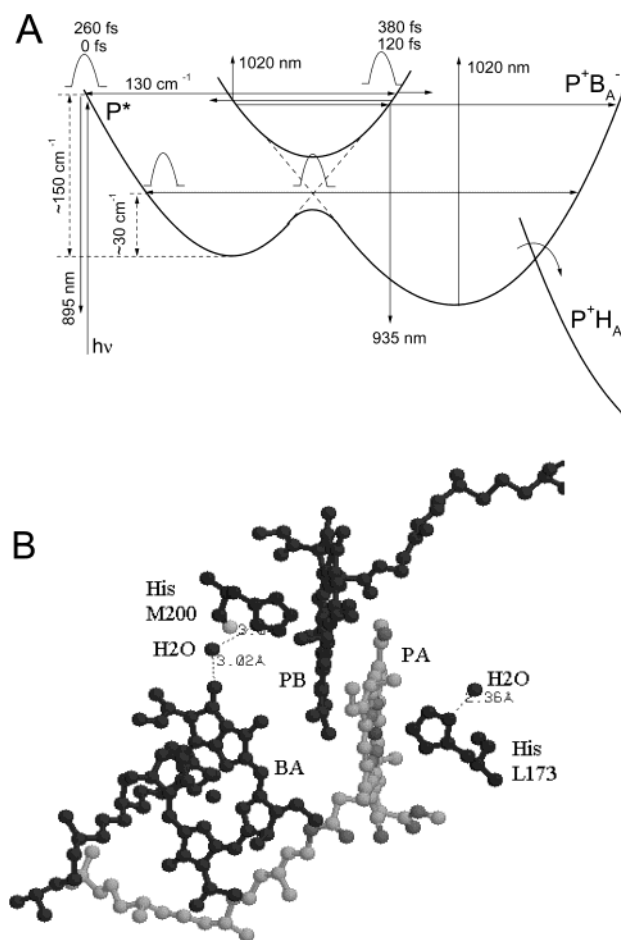 A
260 fs
0 fs
380 fs
120 fs
1020 nm
1020 nm
P⁺B_A⁻
130 cm⁻¹
P*
~150 cm⁻¹
~30 cm⁻¹
895 nm
hν
935 nm
P⁺H_A
B
His
M200
H2O
3.02Å
PB
PA
H2O
2.36Å
His
L173
BA